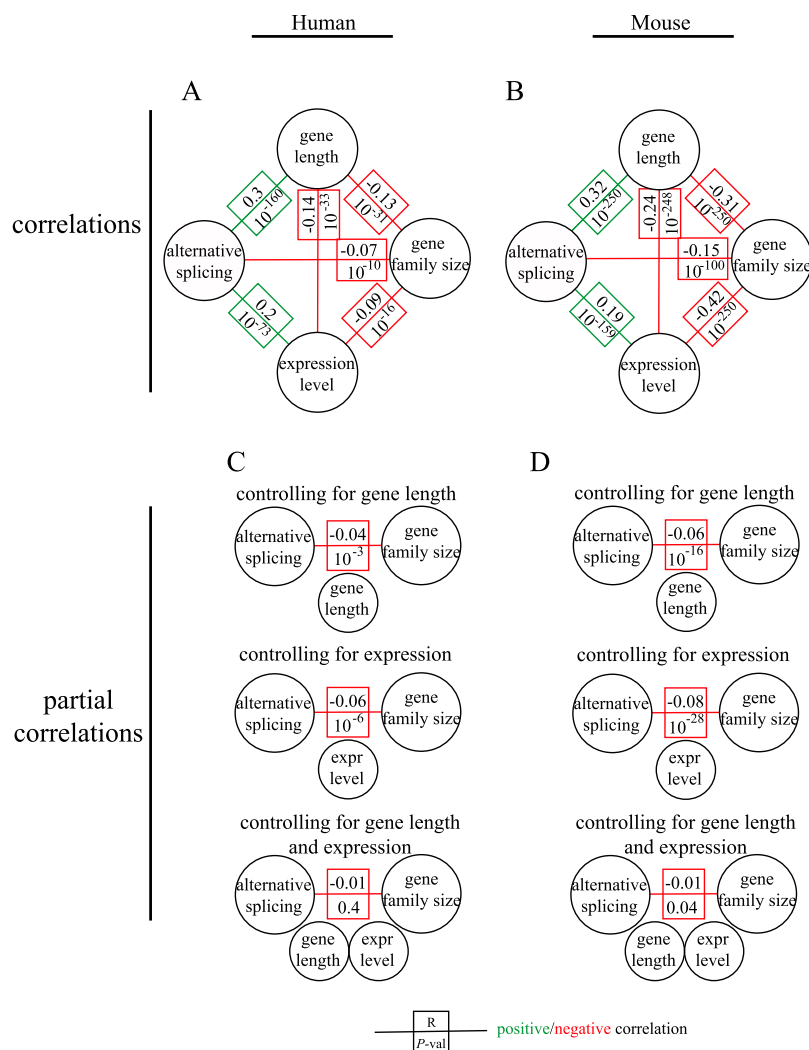 Human
Mouse
A
B
correlations
gene
length
0.3
10^-160
-0.14
10^-33
-0.13
10^-31
alternative
splicing
-0.07
10^-10
gene
family size
0.2
10^-73
-0.09
10^-16
expression
level
gene
length
0.32
10^-250
-0.24
10^-248
-0.31
10^-250
alternative
splicing
-0.15
10^-100
gene
family size
0.19
10^-159
-0.42
10^-250
expression
level
partial
correlations
C
controlling for gene length
alternative
splicing
-0.04
10^-3
gene
family size
gene
length
controlling for expression
alternative
splicing
-0.06
10^-6
gene
family size
expr
level
controlling for gene length
and expression
alternative
splicing
-0.01
0.4
gene
family size
gene
length
expr
level
D
controlling for gene length
alternative
splicing
-0.06
10^-16
gene
family size
gene
length
controlling for expression
alternative
splicing
-0.08
10^-28
gene
family size
expr
level
controlling for gene length
and expression
alternative
splicing
-0.01
0.04
gene
family size
gene
length
expr
level
R
P-val
positive/negative correlation